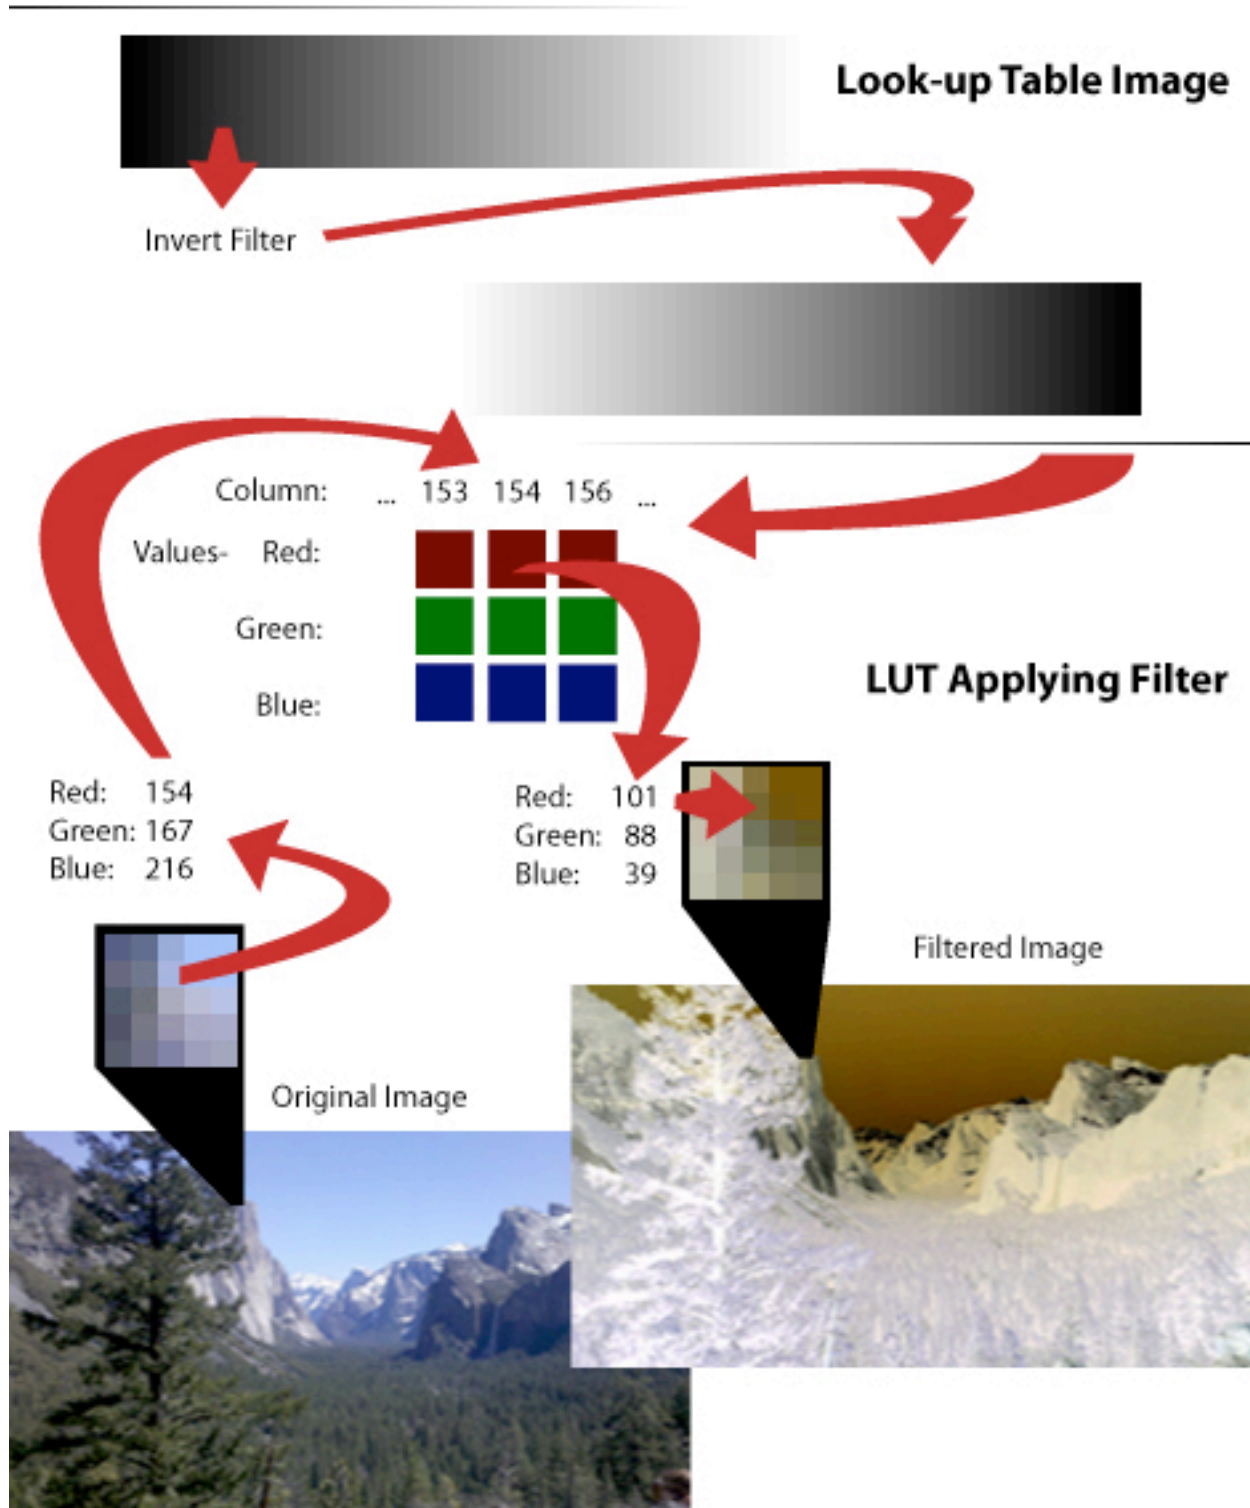 Look-up Table Image
Invert Filter
Column: ... 153 154 156 ...
Values- Red:
Green:
Blue:
LUT Applying Filter
Red: 154
Green: 167
Blue: 216
Red: 101
Green: 88
Blue: 39
Filtered Image
Original Image